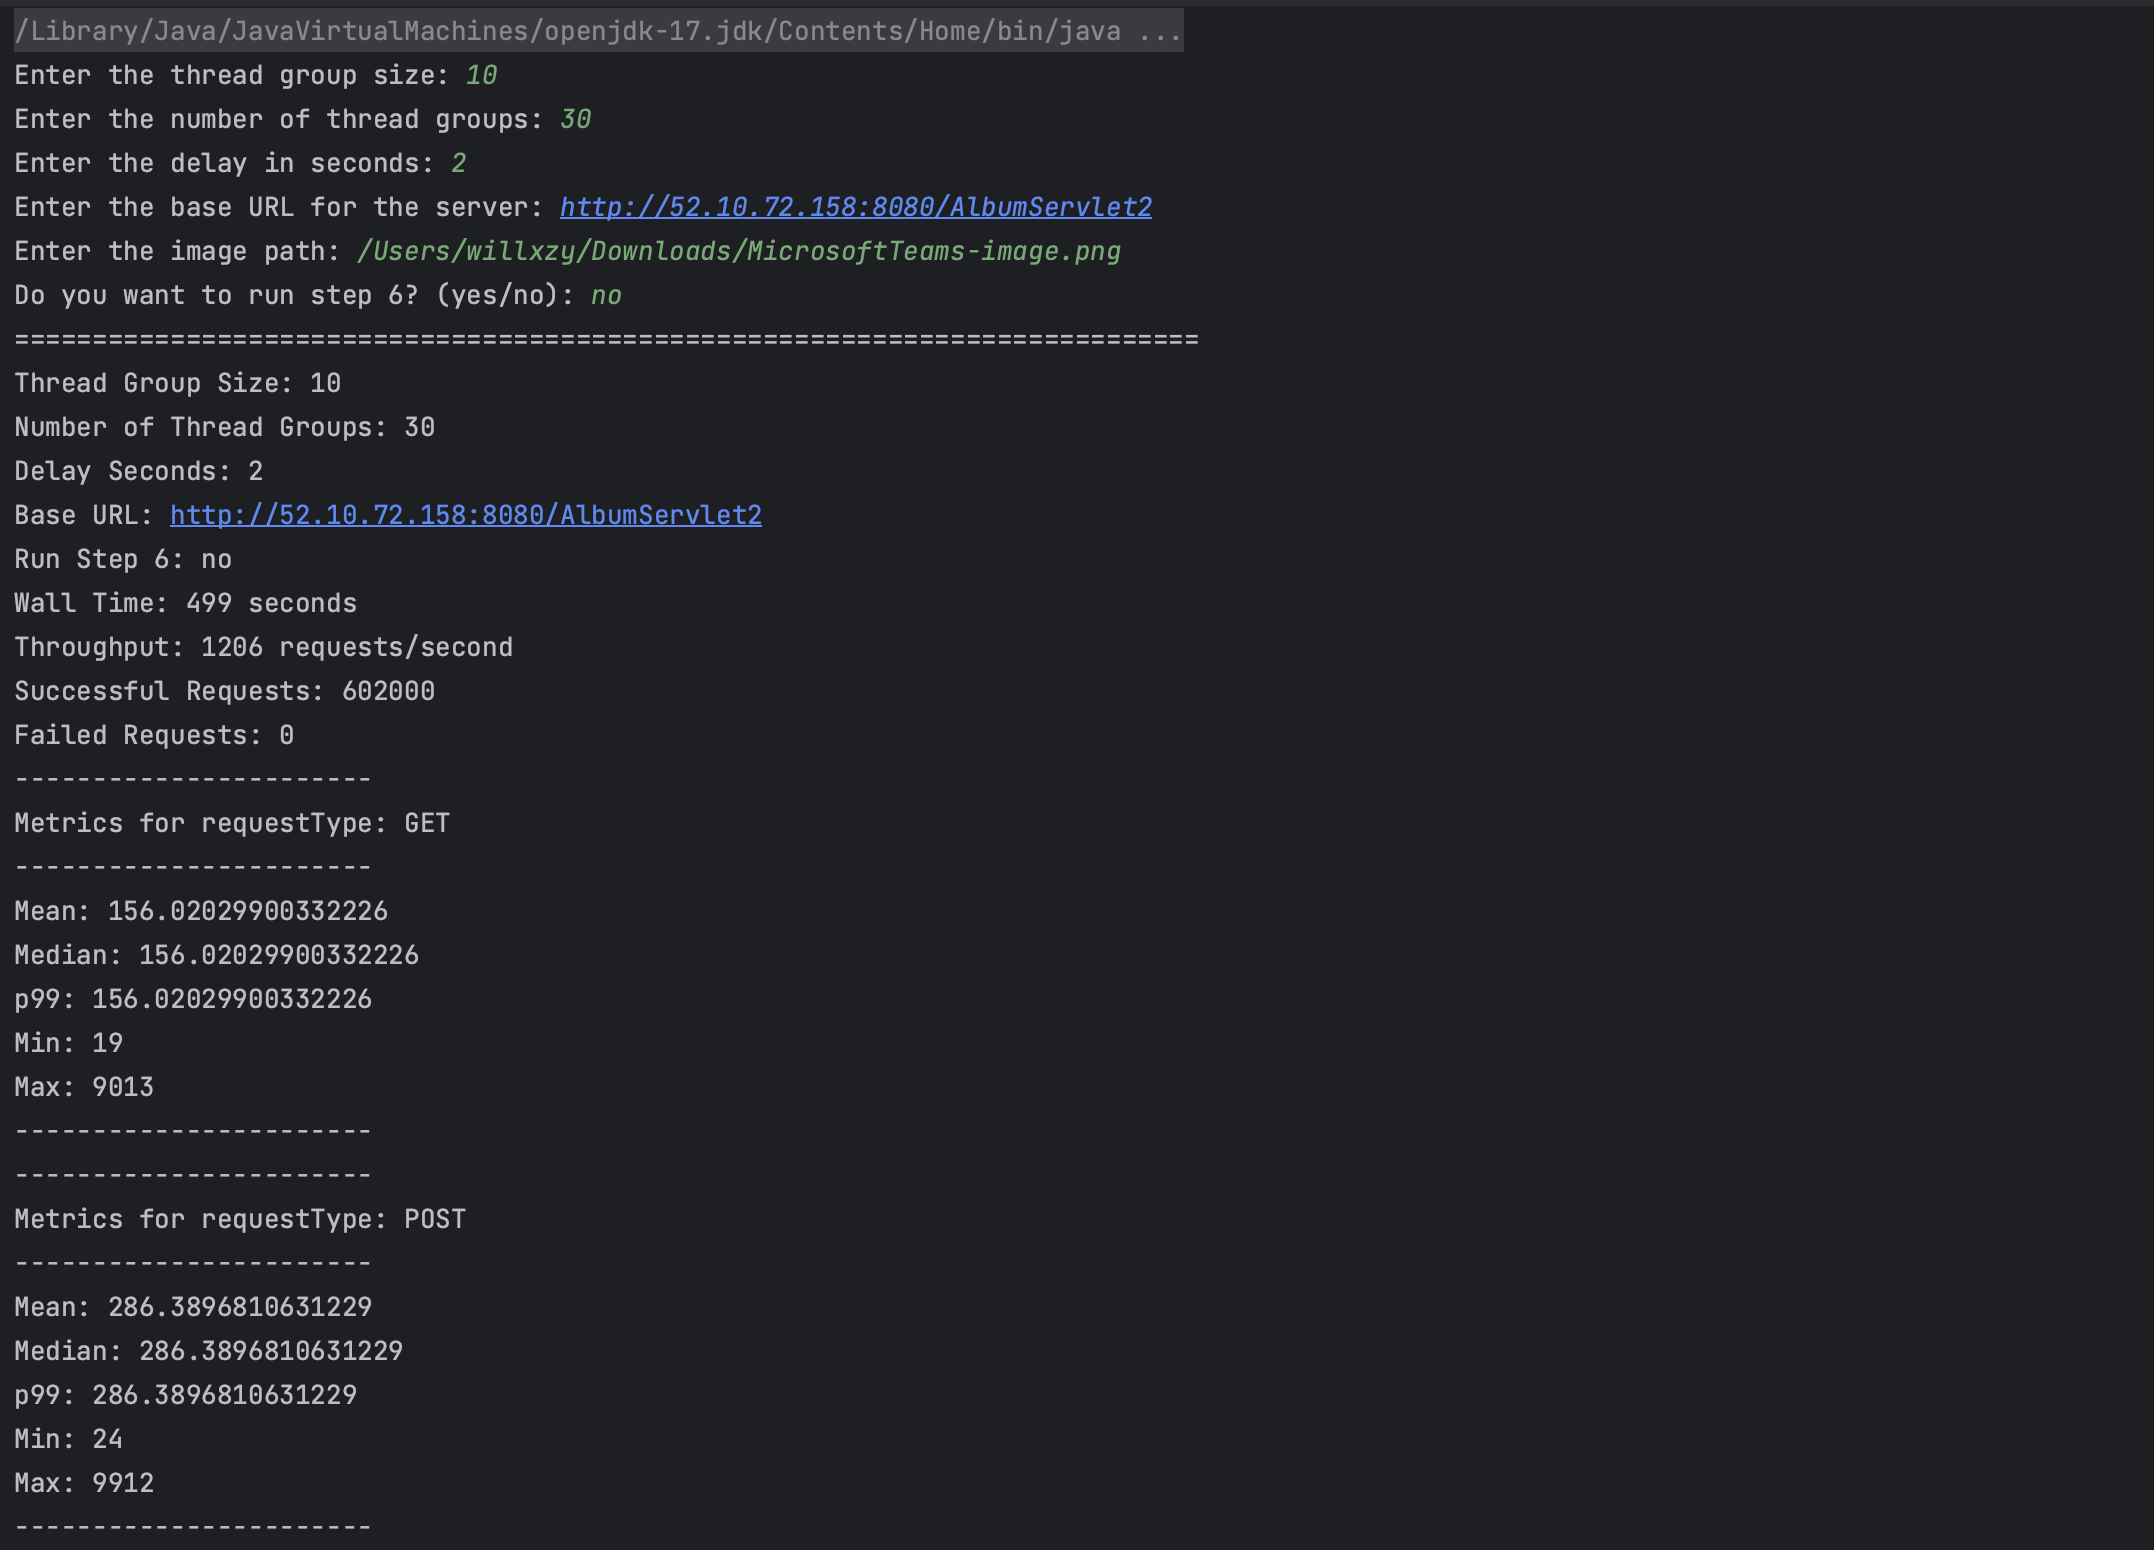 /Library/Java/JavaVirtualMachines/openjdk-17.jdk/Contents/Home/bin/java ...
Enter the thread group size: 10
Enter the number of thread groups: 30
Enter the delay in seconds: 2
Enter the base URL for the server: http://52.10.72.158:8080/AlbumServlet2
Enter the image path: /Users/willxzy/Downloads/MicrosoftTeams-image.png
Do you want to run step 6? (yes/no): no
============================================================================
Thread Group Size: 10
Number of Thread Groups: 30
Delay Seconds: 2
Base URL: http://52.10.72.158:8080/AlbumServlet2
Run Step 6: no
Wall Time: 499 seconds
Throughput: 1206 requests/second
Successful Requests: 602000
Failed Requests: 0
-----------------------
Metrics for requestType: GET
-----------------------
Mean: 156.02029900332226
Median: 156.02029900332226
p99: 156.02029900332226
Min: 19
Max: 9013
-----------------------
-----------------------
Metrics for requestType: POST
-----------------------
Mean: 286.3896810631229
Median: 286.3896810631229
p99: 286.3896810631229
Min: 24
Max: 9912
-----------------------